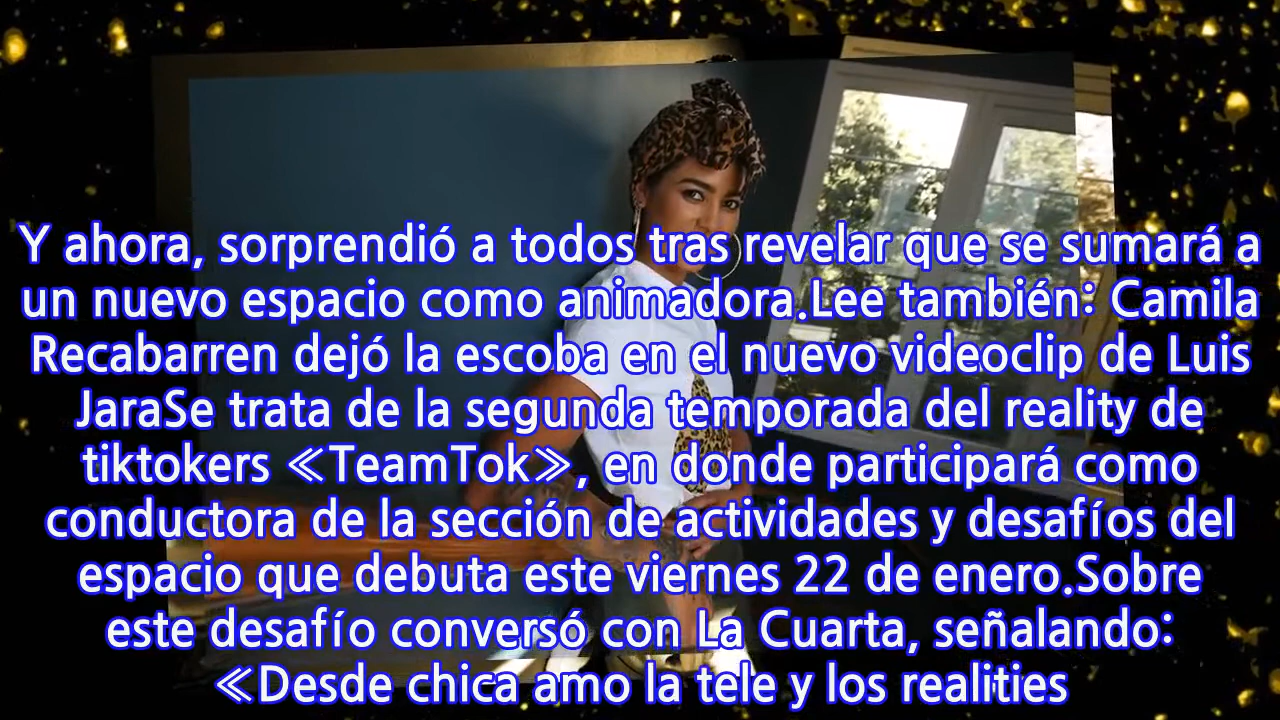 Y ahora, sorprendió a todos tras revelar que se sumará a
un nuevo espacio como animadora.Lee también: Camila
Recabarren dejó la escoba en el nuevo videoclip de Luis
JaraSe trata de la segunda temporada del reality de
tiktokers ≪TeamTok≫, en donde participará como
conductora de la sección de actividades y desafíos del
espacio que debuta este viernes 22 de enero.Sobre
este desafío conversó con La Cuarta, señalando:
≪Desde chica amo la tele y los realities